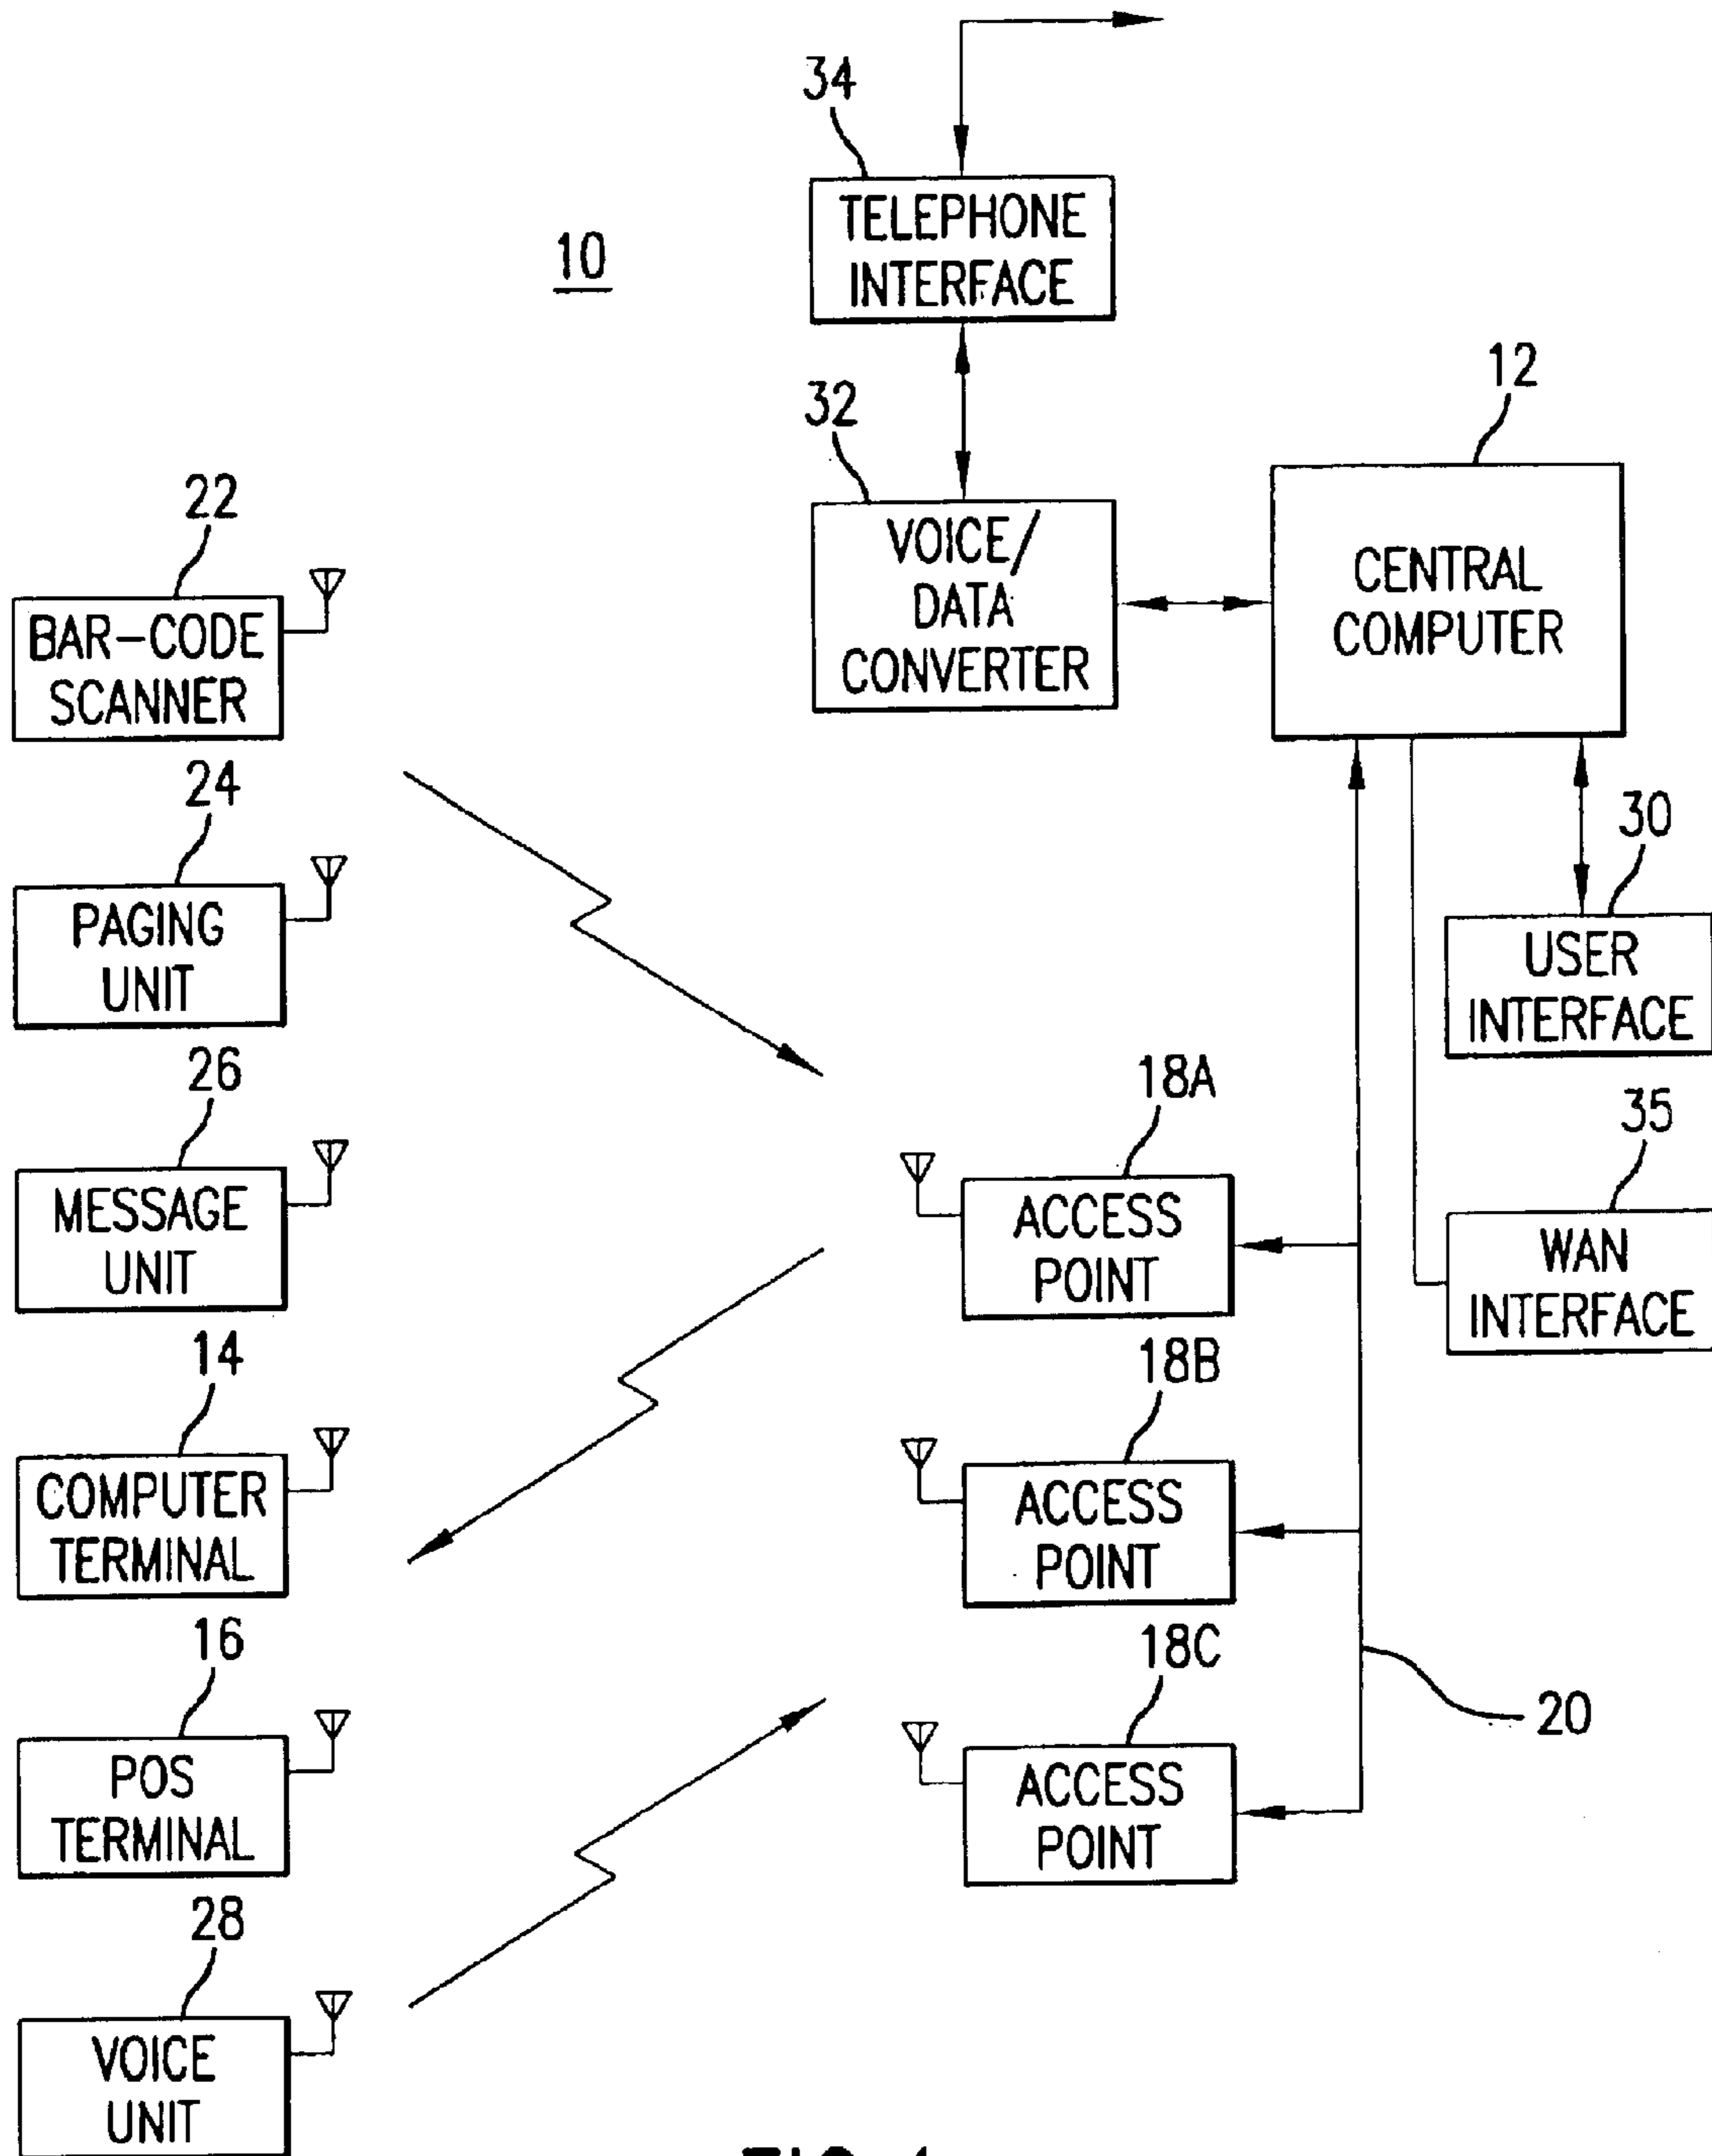 34
TELEPHONE
INTERFACE
10
12
32
VOICE/
DATA
CONVERTER
CENTRAL
COMPUTER
22
BAR-CODE
SCANNER
24
PAGING
UNIT
30
USER
INTERFACE
26
MESSAGE
UNIT
18A
ACCESS
POINT
35
WAN
INTERFACE
14
COMPUTER
TERMINAL
18B
ACCESS
POINT
16
POS
TERMINAL
18C
ACCESS
POINT
20
28
VOICE
UNIT